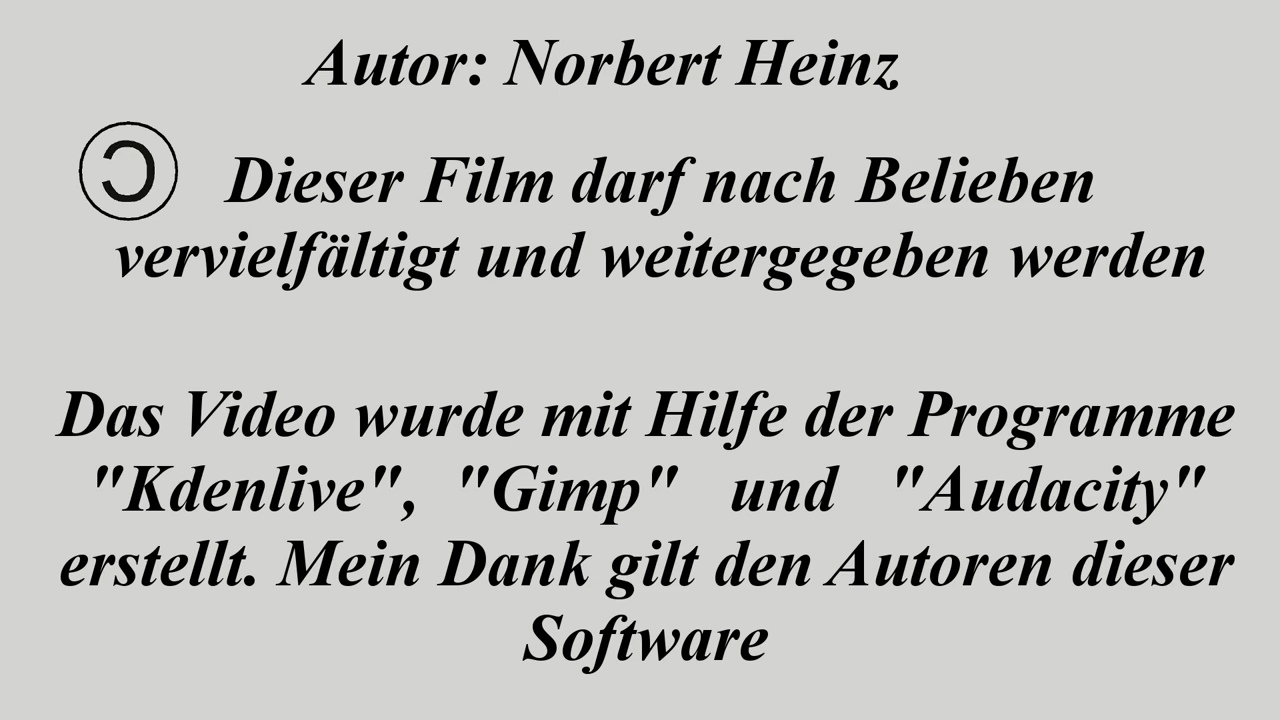 Autor: Norbert Heinz
Ɔ Dieser Film darf nach Belieben
vervielfältigt und weitergegeben werden
Das Video wurde mit Hilfe der Programme
"Kdenlive", "Gimp" und "Audacity"
erstellt. Mein Dank gilt den Autoren dieser
Software